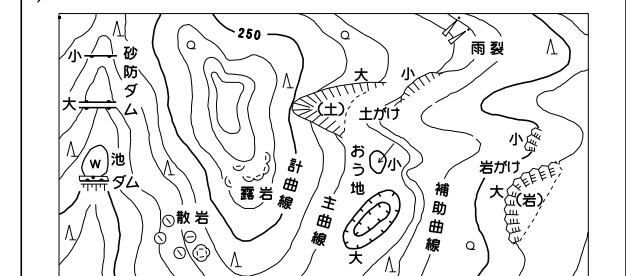 250
雨裂
小
砂防ダム
大
小
大
(土)
土がけ
小
W
池
ダム
おう地
小
岩がけ
大
(岩)
露岩
計曲線
主曲線
補助曲線
散岩
大